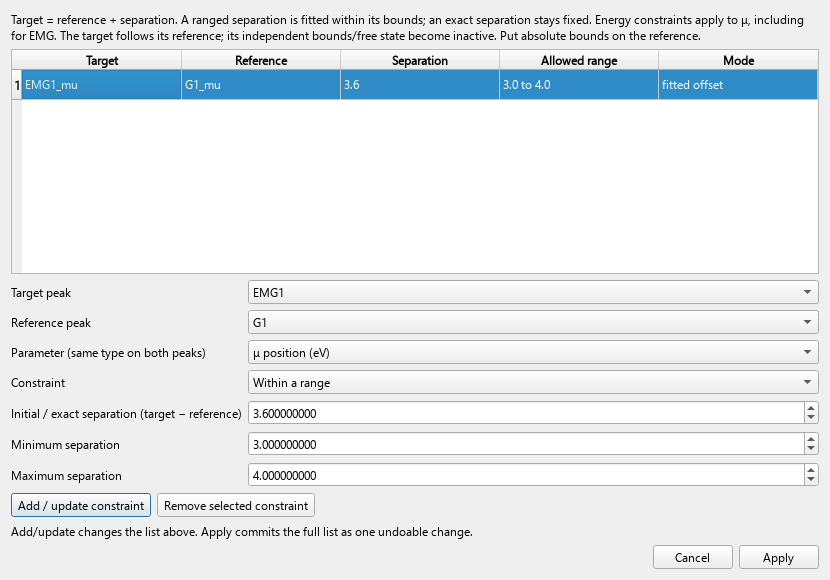 Target = reference + separation. A ranged separation is fitted within its bounds; an exact separation stays fixed. Energy constraints apply to μ, including
for EMG. The target follows its reference; its independent bounds/free state become inactive. Put absolute bounds on the reference.
Target Reference Separation Allowed range Mode
1 EMG1_mu G1_mu 3.6 3.0 to 4.0 fitted offset
Target peak EMG1
Reference peak G1
Parameter (same type on both peaks) μ position (eV)
Constraint Within a range
Initial / exact separation (target − reference) 3.600000000
Minimum separation 3.000000000
Maximum separation 4.000000000
Add / update constraint Remove selected constraint
Add/update changes the list above. Apply commits the full list as one undoable change.
Cancel Apply